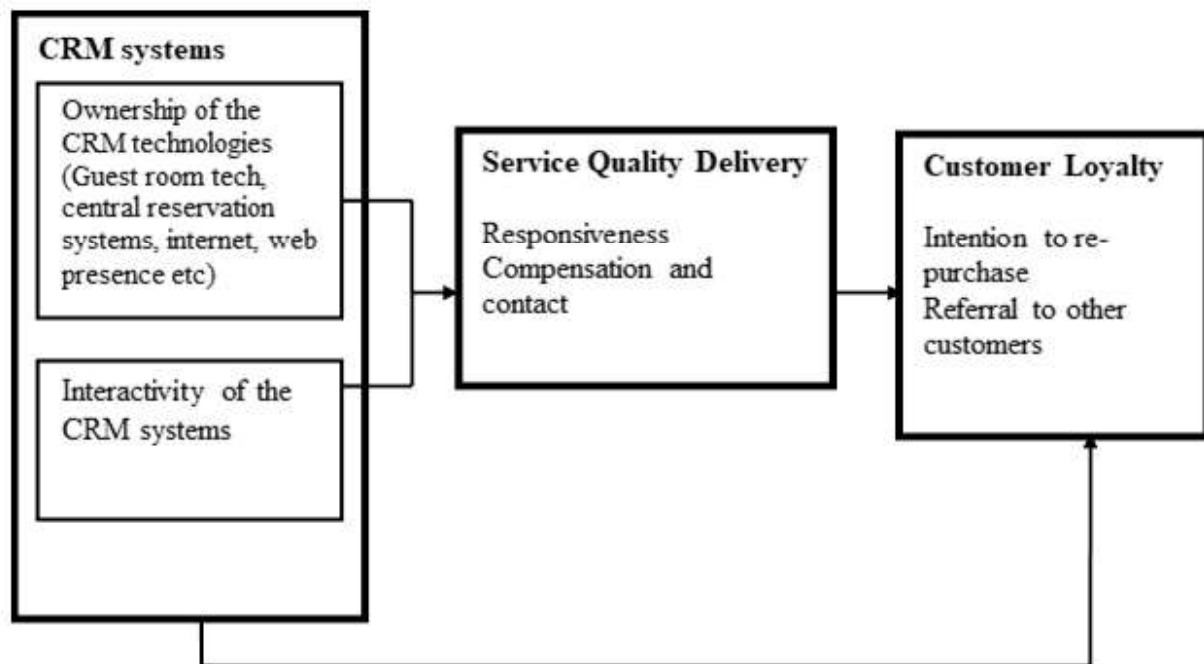 CRM systems
Ownership of the
CRM technologies
(Guest room tech,
central reservation
systems, internet, web
presence etc)
Interactivity of the
CRM systems
Service Quality Delivery
Responsiveness
Compensation and
contact
Customer Loyalty
Intention to re-
purchase
Referral to other
customers